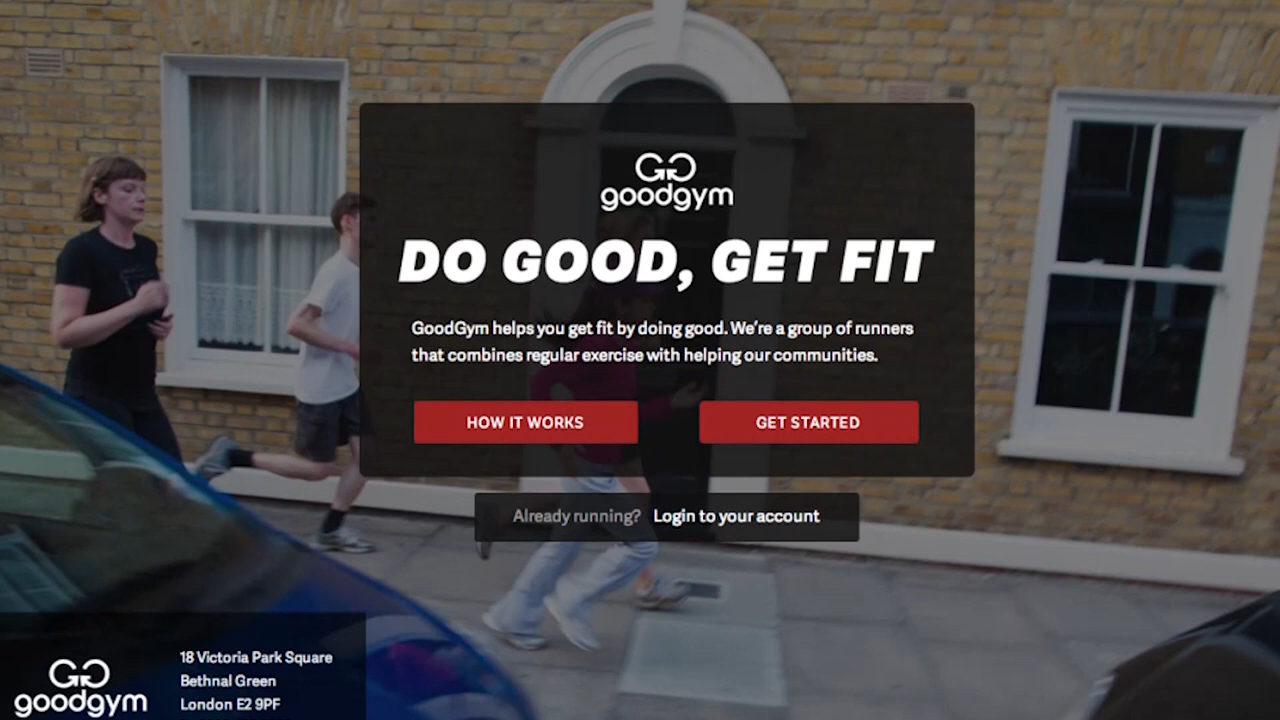 goodgym
DO GOOD, GET FIT
GoodGym helps you get fit by doing good. We're a group of runners
that combines regular exercise with helping our communities.
HOW IT WORKS
GET STARTED
Already running? Login to your account
goodgym
18 Victoria Park Square
Bethnal Green
London E2 9PF